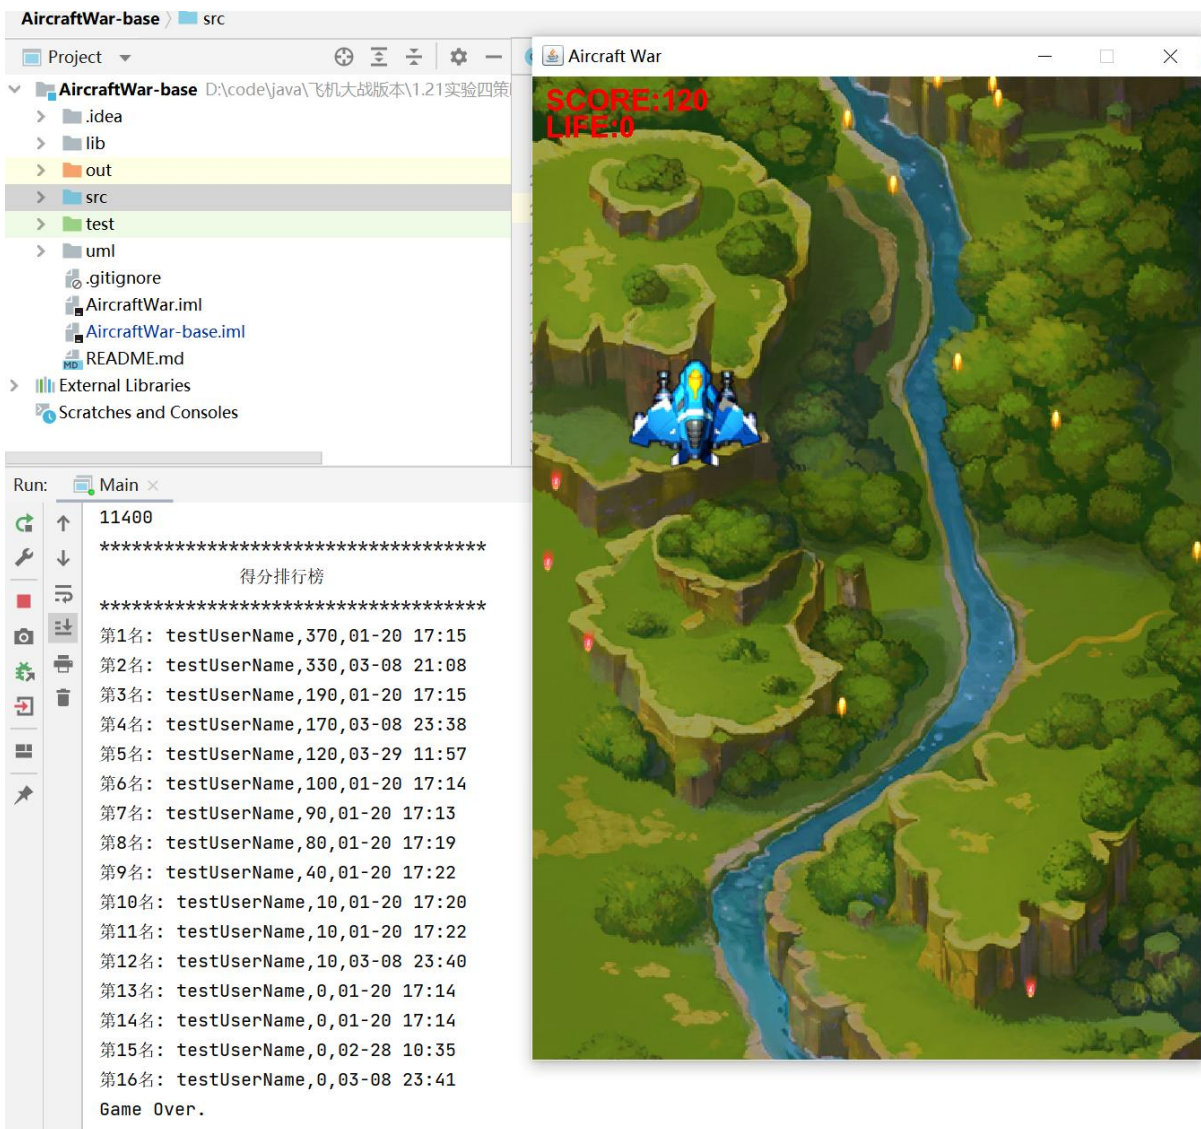 AircraftWar-base 〉 src
Project
AircraftWar-base D:\code\java\飞机大战版本\1.21实验四策
.idea
lib
out
src
test
uml
.gitignore
AircraftWar.iml
AircraftWar-base.iml
MD README.md
External Libraries
Scratches and Consoles
Aircraft War
SCORE:120
LIFE:0
Run: Main
11400
************************************
得分排行榜
************************************
第1名: testUserName,370,01-20 17:15
第2名: testUserName,330,03-08 21:08
第3名: testUserName,190,01-20 17:15
第4名: testUserName,170,03-08 23:38
第5名: testUserName,120,03-29 11:57
第6名: testUserName,100,01-20 17:14
第7名: testUserName,90,01-20 17:13
第8名: testUserName,80,01-20 17:19
第9名: testUserName,40,01-20 17:22
第10名: testUserName,10,01-20 17:20
第11名: testUserName,10,01-20 17:22
第12名: testUserName,10,03-08 23:40
第13名: testUserName,0,01-20 17:14
第14名: testUserName,0,01-20 17:14
第15名: testUserName,0,02-28 10:35
第16名: testUserName,0,03-08 23:41
Game Over.